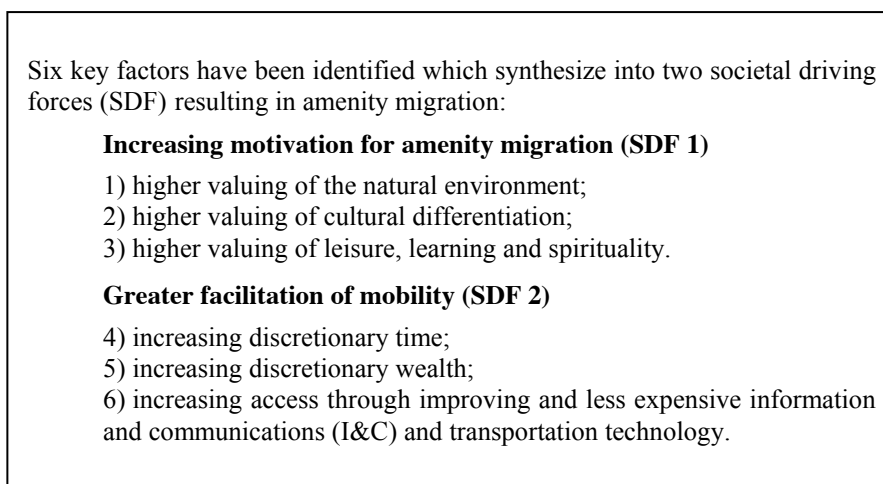 Six key factors have been identified which synthesize into two societal driving
forces (SDF) resulting in amenity migration:
Increasing motivation for amenity migration (SDF 1)
1) higher valuing of the natural environment;
2) higher valuing of cultural differentiation;
3) higher valuing of leisure, learning and spirituality.
Greater facilitation of mobility (SDF 2)
4) increasing discretionary time;
5) increasing discretionary wealth;
6) increasing access through improving and less expensive information
and communications (I&C) and transportation technology.